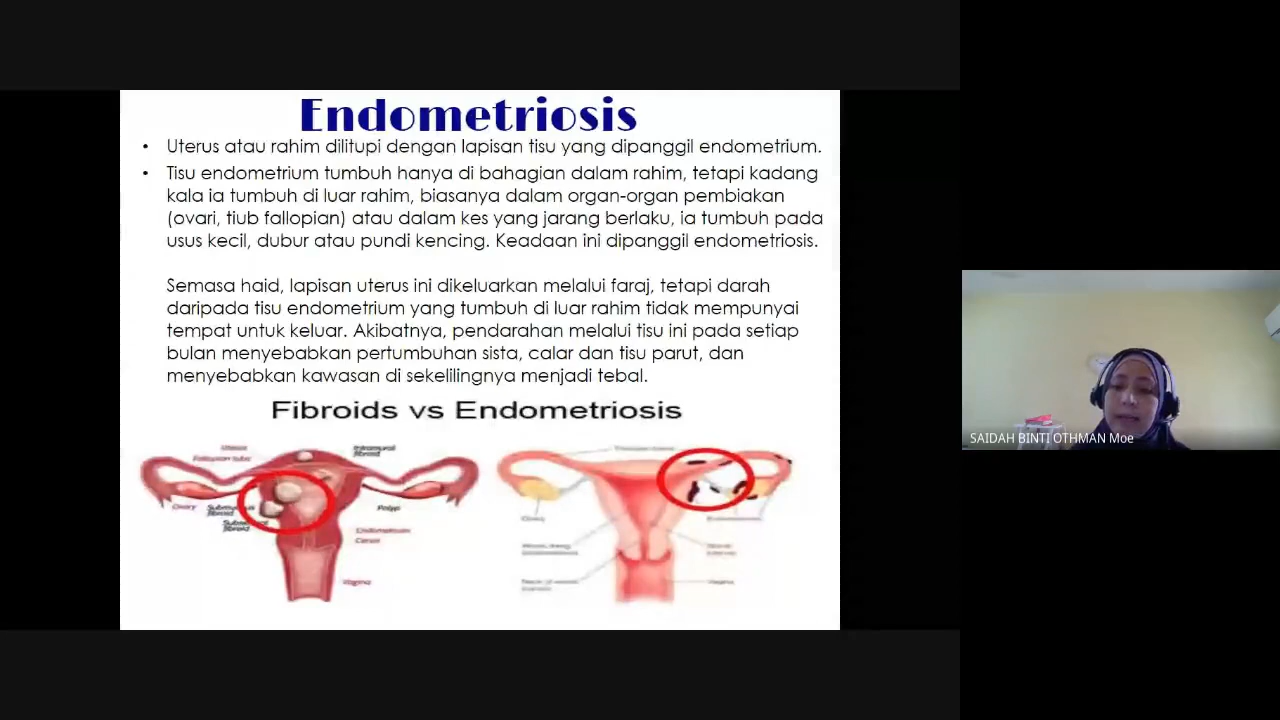 Endometriosis
• Uterus atau rahim dilitupi dengan lapisan tisu yang dipanggil endometrium.
• Tisu endometrium tumbuh hanya di bahagian dalam rahim, tetapi kadang
kala ia tumbuh di luar rahim, biasanya dalam organ-organ pembiakan
(ovari, tiub fallopian) atau dalam kes yang jarang berlaku, ia tumbuh pada
usus kecil, dubur atau pundi kencing. Keadaan ini dipanggil endometriosis.
Semasa haid, lapisan uterus ini dikeluarkan melalui faraj, tetapi darah
daripada tisu endometrium yang tumbuh di luar rahim tidak mempunyai
tempat untuk keluar. Akibatnya, pendarahan melalui tisu ini pada setiap
bulan menyebabkan pertumbuhan sista, calar dan tisu parut, dan
menyebabkan kawasan di sekelilingnya menjadi tebal.
Fibroids vs Endometriosis
Uterus
Fallopian tube
Intramural
fibroid
Ovary
fibroid
fibroid
Polyp
Endometrium
Cervix
Vagina
Ovary
Vagina
SAIDAH BINTI OTHMAN Moe